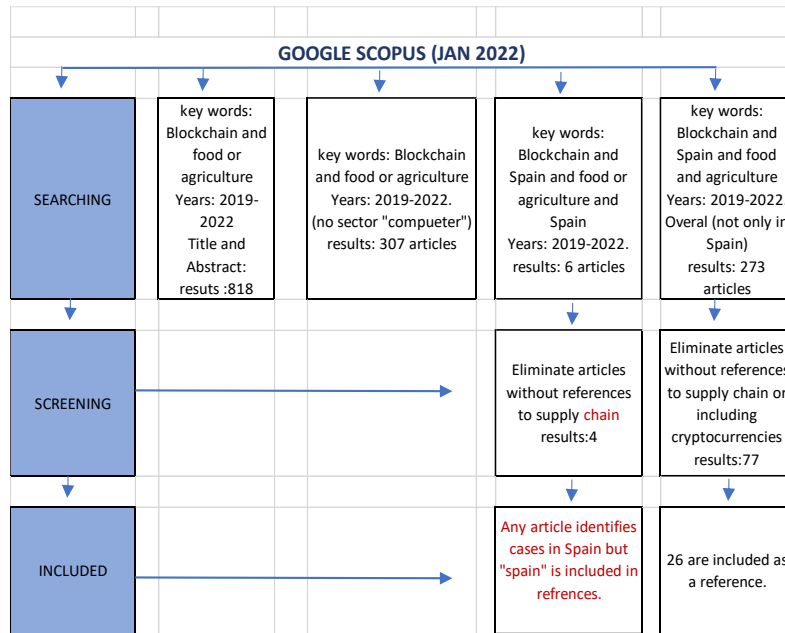 GOOGLE SCOPUS (JAN 2022)
SEARCHING
key words:
Blockchain and
food or
agriculture
Years: 2019-
2022
Title and
Abstract:
resuts :818
key words: Blockchain
and food or agriculture
Years: 2019-2022.
(no sector "compueter")
results: 307 articles
key words:
Blockchain and
Spain and food or
agriculture and
Spain
Years: 2019-2022.
results: 6 articles
key words:
Blockchain and
Spain and food
and agriculture
Years: 2019-2022.
Overal (not only in
Spain)
results: 273
articles
SCREENING
Eliminate articles
without references
to supply chain
results:4
Eliminate articles
without references
to supply chain or
including
cryptocurrencies
results:77
INCLUDED
Any article identifies
cases in Spain but
"spain" is included in
refrences.
26 are included as
a reference.